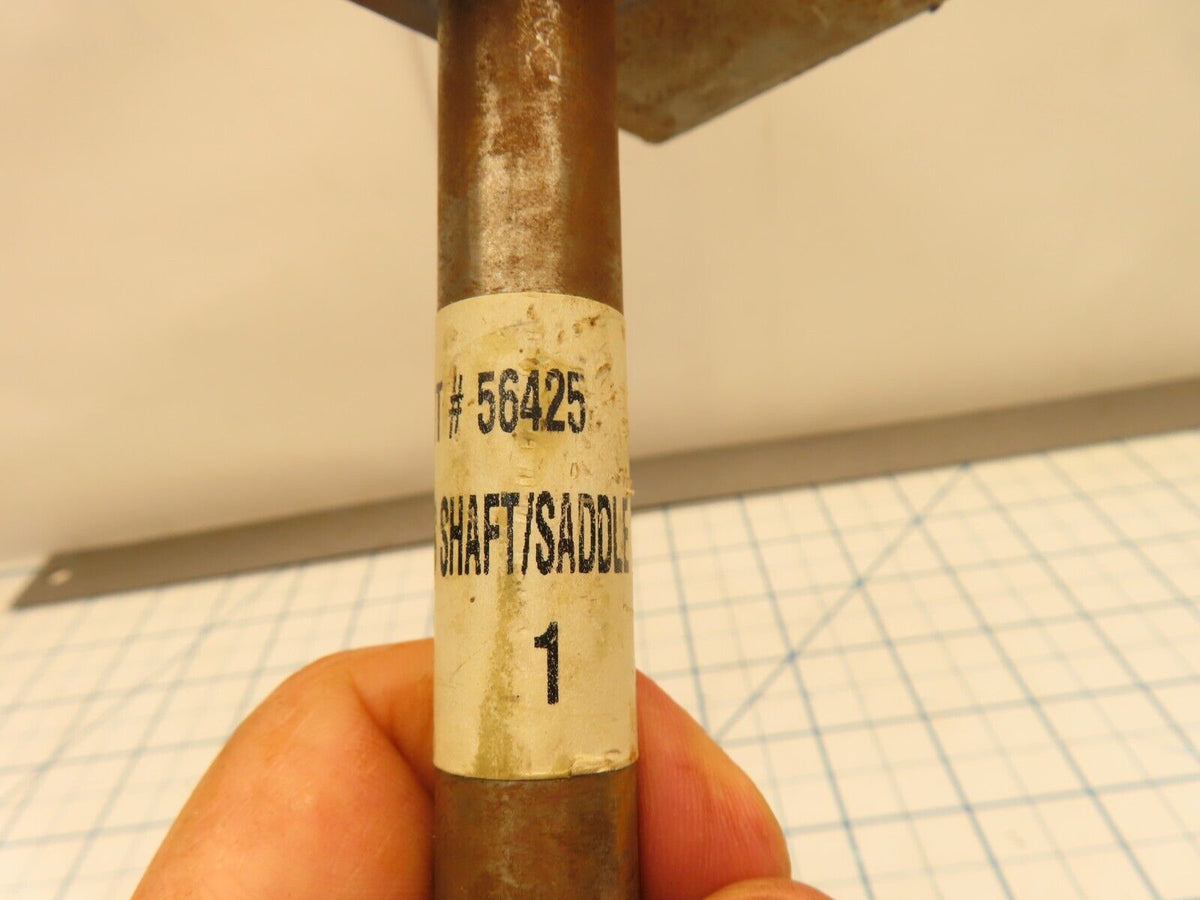 T # 56425
SHAFT/SADDLE
1